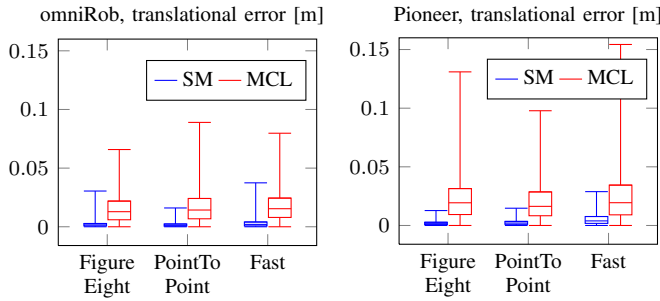 omniRob, translational error [m]
0.15
0.1
0.05
0
SM MCL
Figure
Eight
PointTo
Point
Fast
Pioneer, translational error [m]
0.15
0.1
0.05
0
SM MCL
Figure
Eight
PointTo
Point
Fast